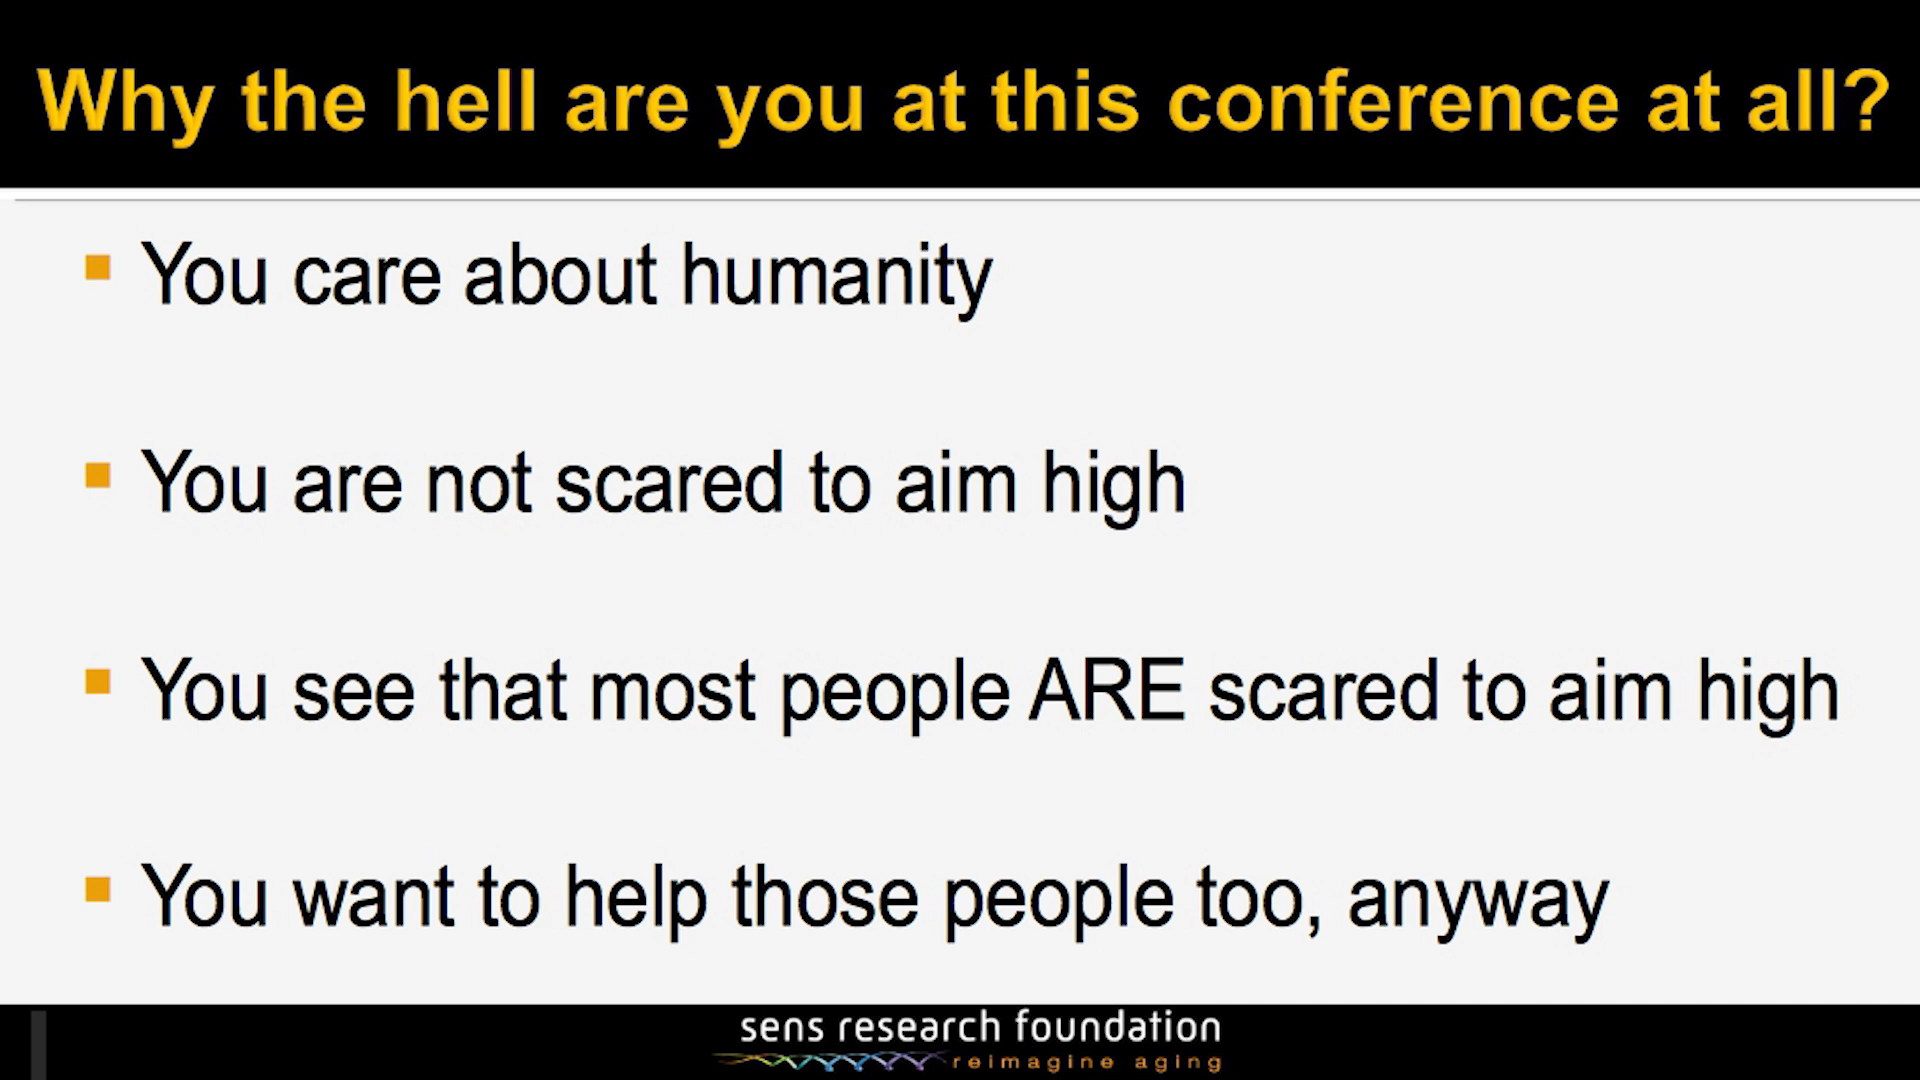 Why the hell are you at this conference at all?
You care about humanity
You are not scared to aim high
You see that most people ARE scared to aim high
You want to help those people too, anyway
sens research foundation
reimagine aging